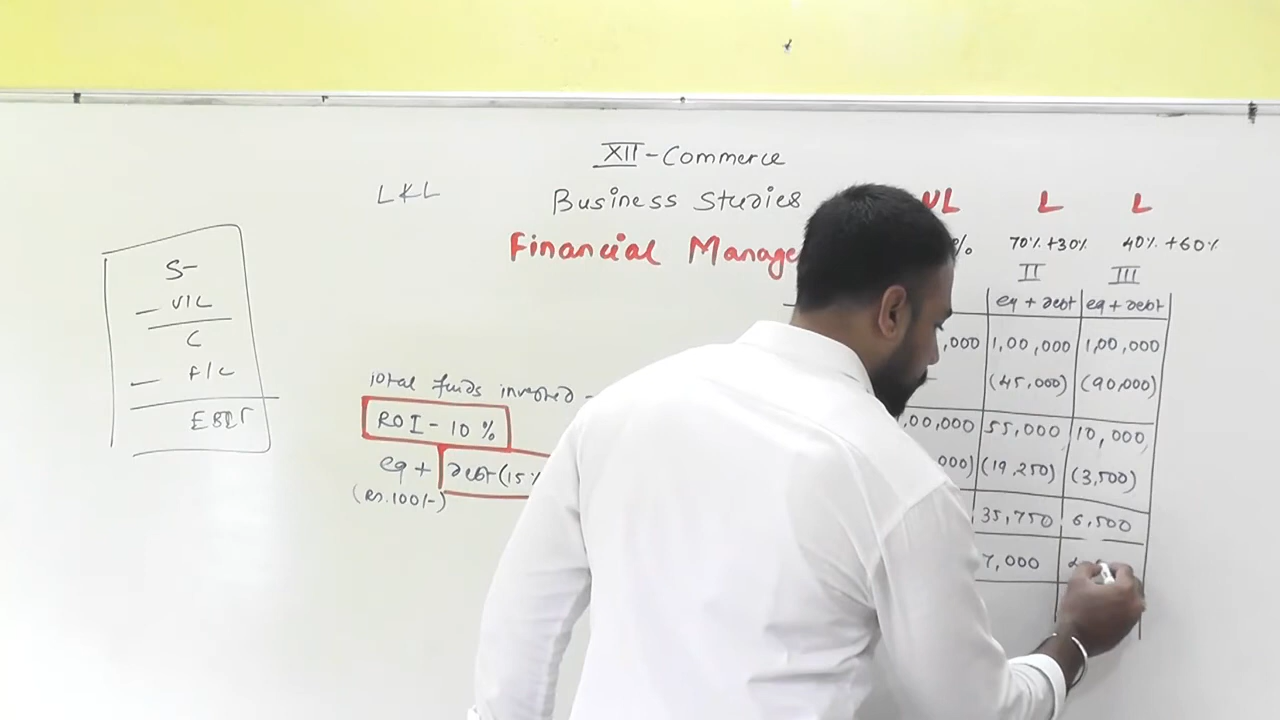 XII - Commerce
LKL
Business Studies
UL L L
Financial Manage
% 70% + 30% 40% + 60%
II III
eq + debt eq + debt
S-
— V/C
C
— F/C
EBIT
,000 1,00,000 1,00,000
(45,000) (90,000)
Total funds invested -
ROI - 10 %
,00,000 55,000 10,000
eq + debt (15%
(Rs. 100/-)
000) (19,250) (3,500)
35,750 6,500
7,000